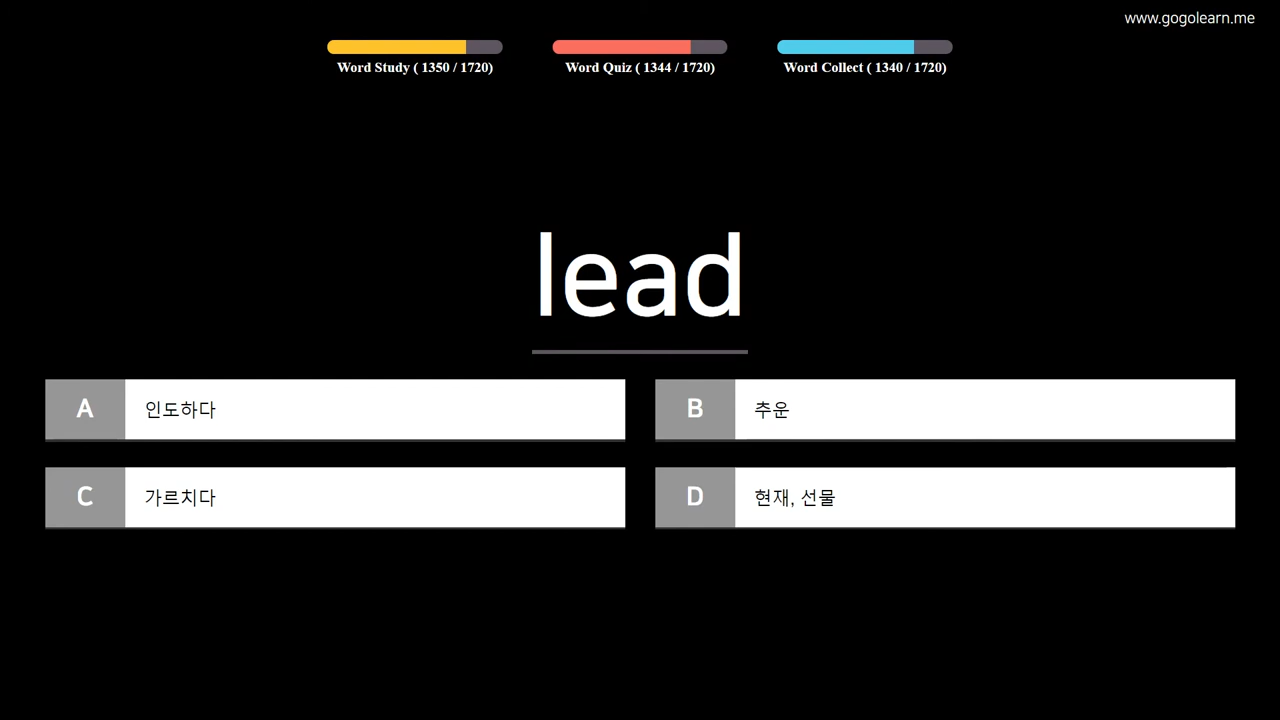 www.gogolearn.me
Word Study ( 1350 / 1720)
Word Quiz ( 1344 / 1720)
Word Collect ( 1340 / 1720)
lead
A 인도하다
B 추운
C 가르치다
D 현재, 선물